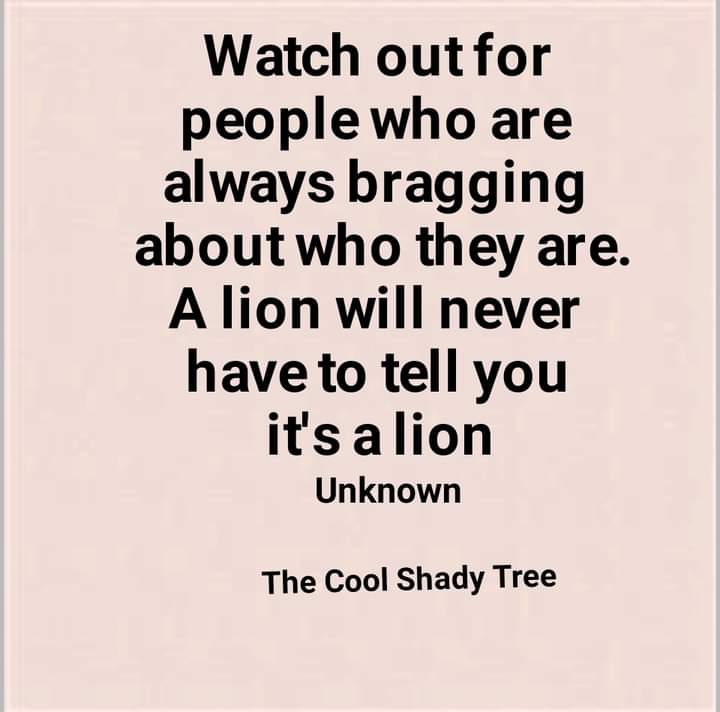 Watch out for
people who are
always bragging
about who they are.
A lion will never
have to tell you
it's a lion
Unknown
The Cool Shady Tree